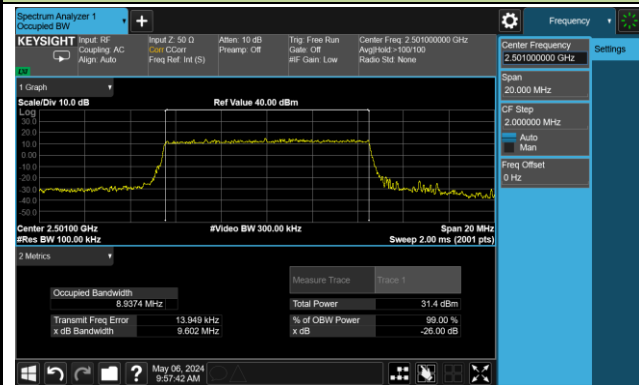 Spectrum Analyzer 1
Occupied BW
Frequency
KEYSIGHT
Input: RF
Coupling: AC
Align: Auto
Input Z: 50 Ω
Corr CCorr
Freq Ref: Int (S)
Atten: 10 dB
Preamp: Off
Trig: Free Run
Gate: Off
#IF Gain: Low
Center Freq: 2.501000000 GHz
Avg|Hold:>100/100
Radio Std: None
Center Frequency
2.501000000 GHz
Settings
Span
20.000 MHz
CF Step
2.000000 MHz
Auto
Man
Freq Offset
0 Hz
1 Graph
Scale/Div 10.0 dB
Ref Value 40.00 dBm
Log
30.0
20.0
10.0
0.00
-10.0
-20.0
-30.0
-40.0
-50.0
Center 2.50100 GHz
#Video BW 300.00 kHz
Span 20 MHz
#Res BW 100.00 kHz
Sweep 2.00 ms (2001 pts)
2 Metrics
Measure Trace
Trace 1
Occupied Bandwidth
8.9374 MHz
Total Power
31.4 dBm
Transmit Freq Error
13.949 kHz
% of OBW Power
99.00 %
x dB Bandwidth
9.602 MHz
x dB
-26.00 dB
?
May 06, 2024
9:57:42 AM